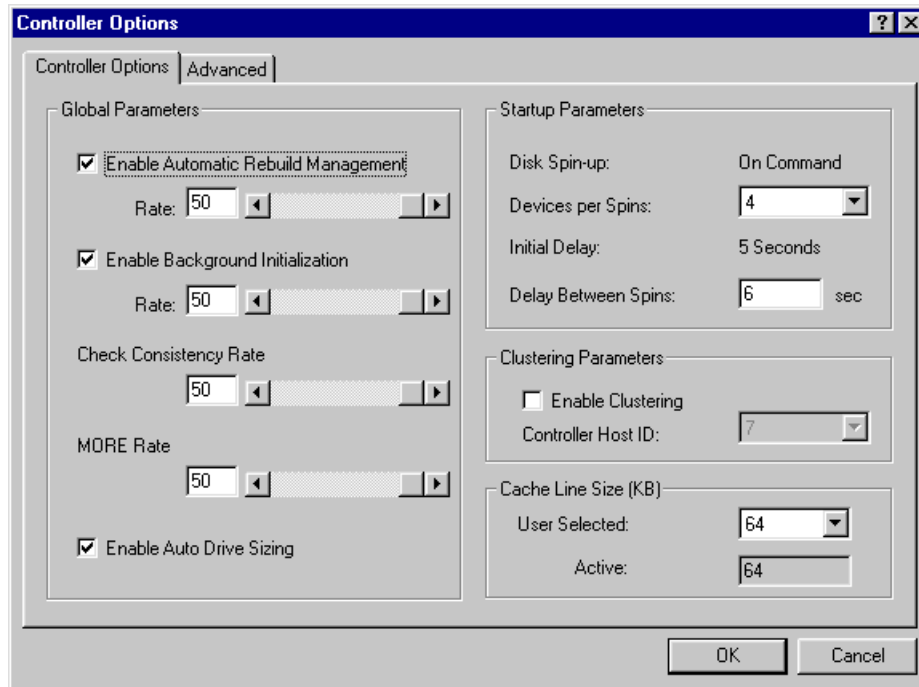 Controller Options
Controller Options
Advanced
Global Parameters
Enable Automatic Rebuild Management
Rate: 50
Enable Background Initialization
Rate: 50
Check Consistency Rate
50
MORE Rate
50
Enable Auto Drive Sizing
Startup Parameters
Disk Spin-up: On Command
Devices per Spins: 4
Initial Delay: 5 Seconds
Delay Between Spins: 6 sec
Clustering Parameters
Enable Clustering
Controller Host ID: 7
Cache Line Size (KB)
User Selected: 64
Active: 64
OK
Cancel